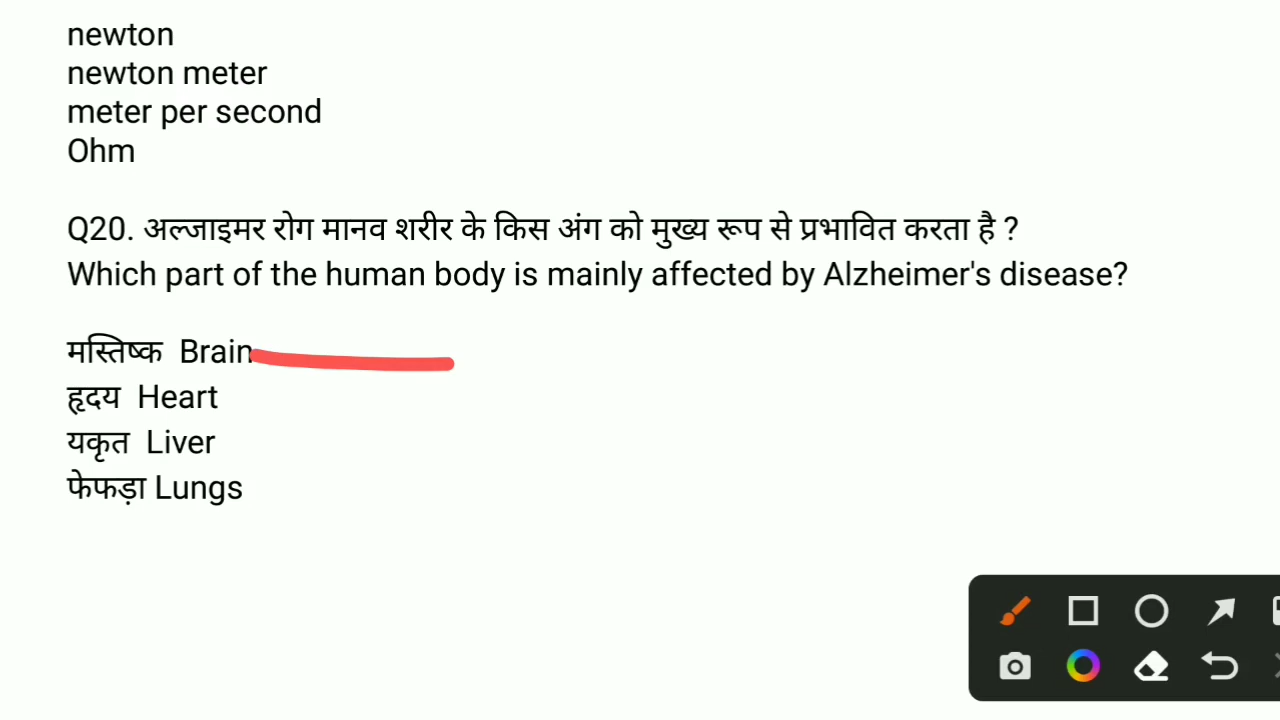 newton
newton meter
meter per second
Ohm
Q20. अल्जाइमर रोग मानव शरीर के किस अंग को मुख्य रूप से प्रभावित करता है ?
Which part of the human body is mainly affected by Alzheimer's disease?
मस्तिष्क  Brain
हृदय  Heart
यकृत  Liver
फेफड़ा Lungs